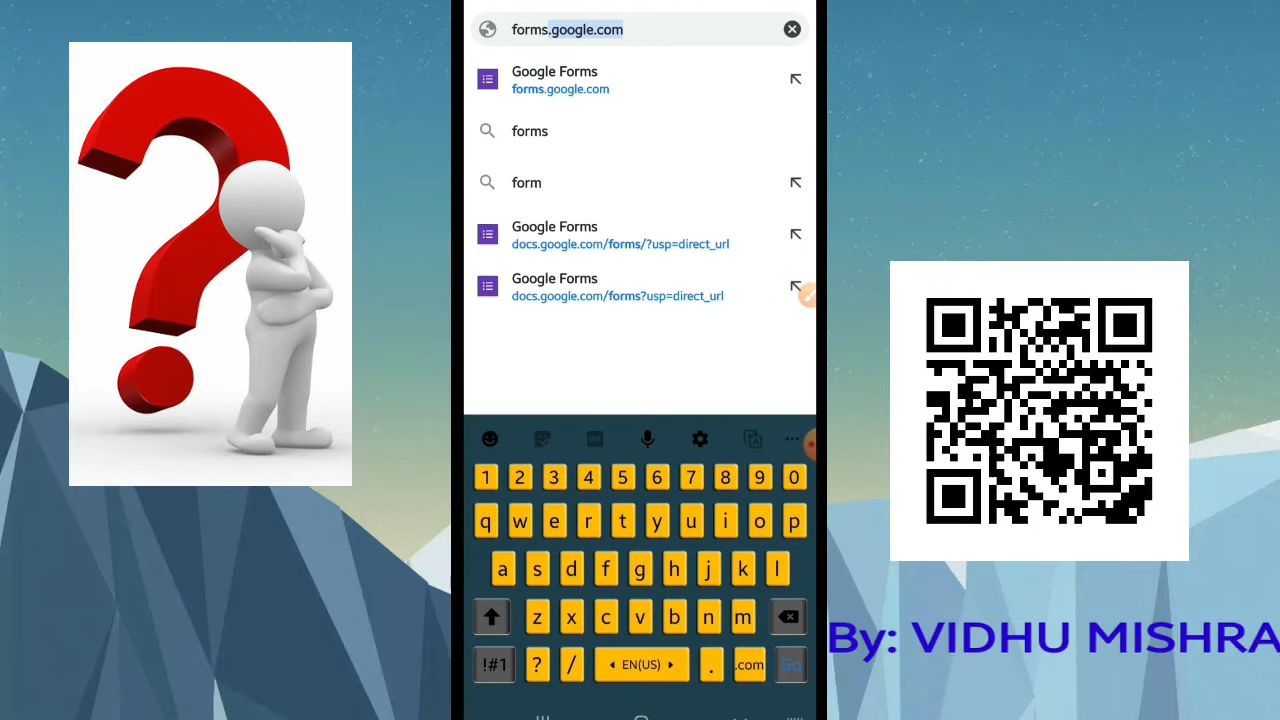 forms.google.com
Google Forms
forms.google.com
forms
form
Google Forms
docs.google.com/forms/?usp=direct_url
Google Forms
docs.google.com/forms?usp=direct_url
GIF
1 2 3 4 5 6 7 8 9 0
q w e r t y u i o p
a s d f g h j k l
z x c v b n m
!#1 ? / EN(US) . .com Go
By: VIDHU MISHRA